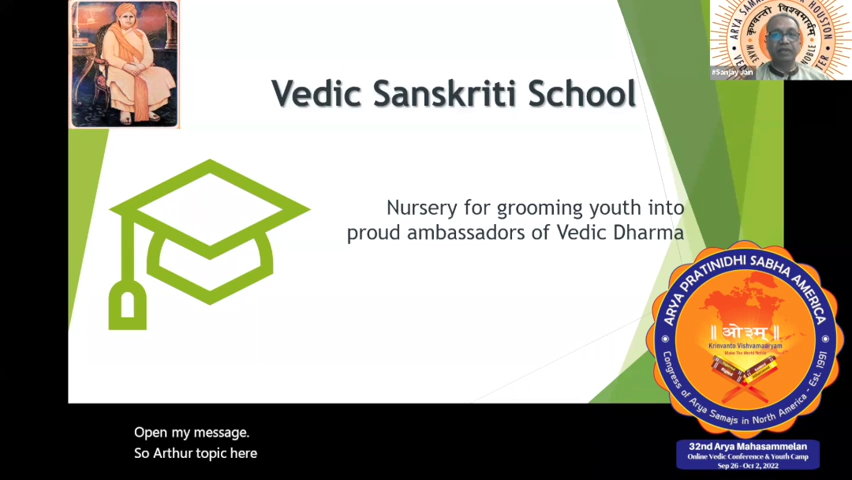 Vedic Sanskriti School
Nursery for grooming youth into
proud ambassadors of Vedic Dharma
#Sanjay Jain
ARYA PRATINIDHI SABHA AMERICA
॥ ओ३म् ॥
Krinvanto Vishvamaaryam
Make The World Noble
Congress of Arya Samajs in North America - Est. 1991
32nd Arya Mahasammelan
Online Vedic Conference & Youth Camp
Sep 26 - Oct 2, 2022
Open my message.
So Arthur topic here